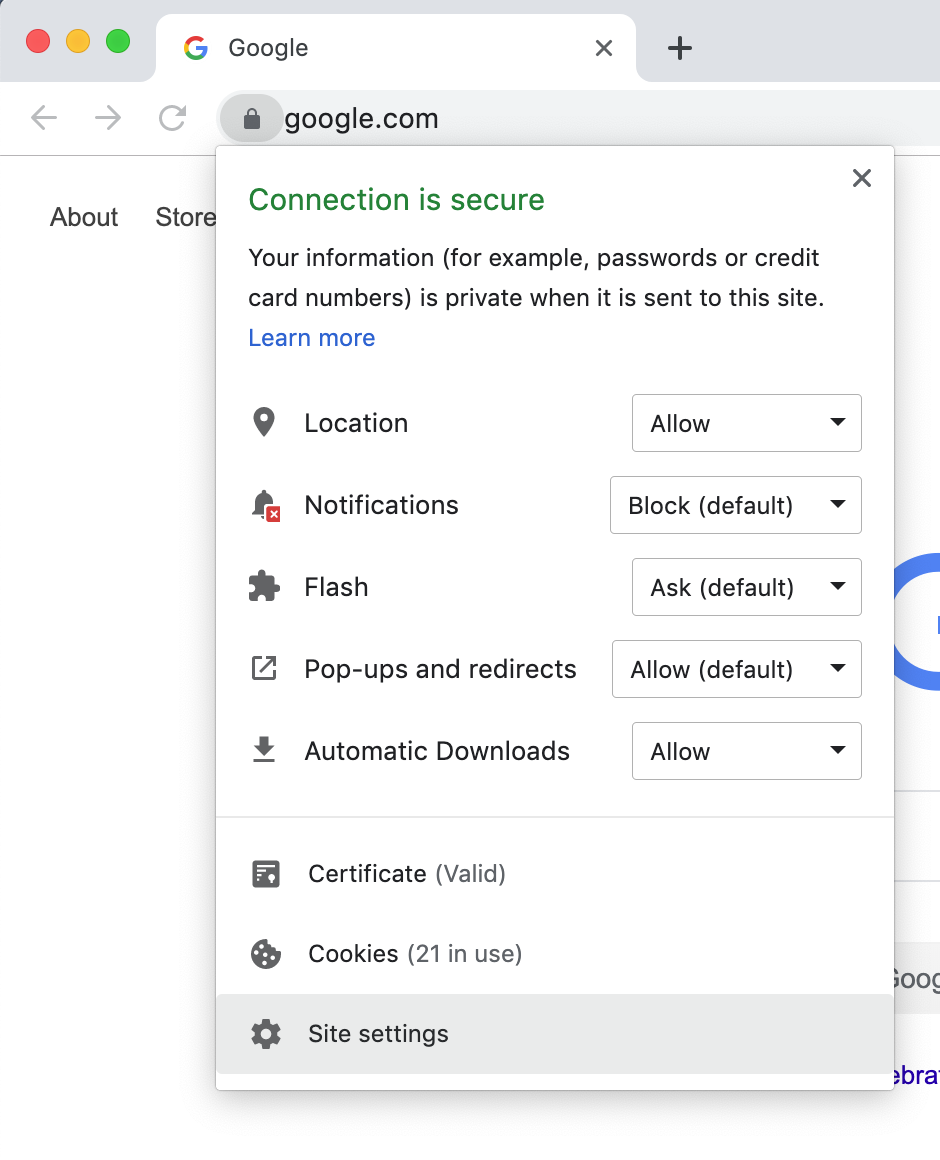 Google
google.com
About Store
Connection is secure
Your information (for example, passwords or credit
card numbers) is private when it is sent to this site.
Learn more
Location Allow
Notifications Block (default)
Flash Ask (default)
Pop-ups and redirects Allow (default)
Automatic Downloads Allow
Certificate (Valid)
Cookies (21 in use)
Site settings